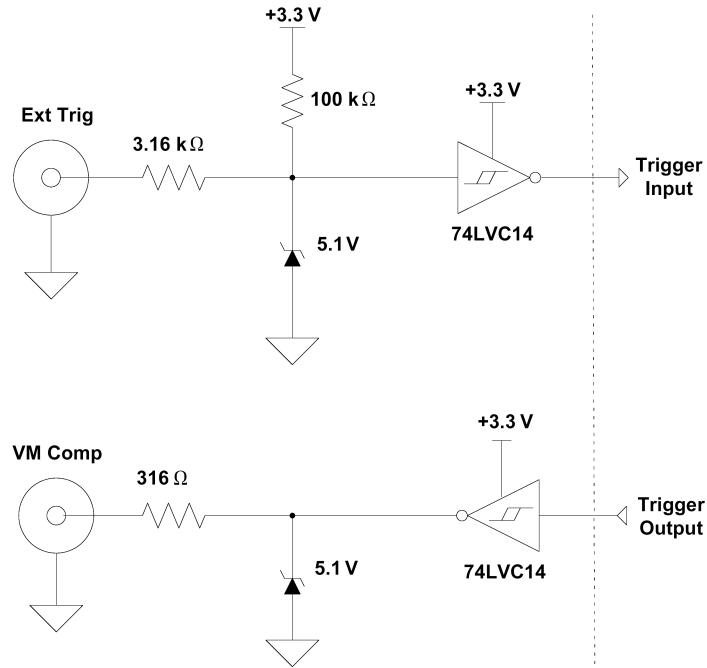 +3.3 V
100 kΩ
+3.3 V
Ext Trig
3.16 kΩ
Trigger
Input
74LVC14
5.1 V
+3.3 V
VM Comp
316 Ω
Trigger
Output
5.1 V
74LVC14